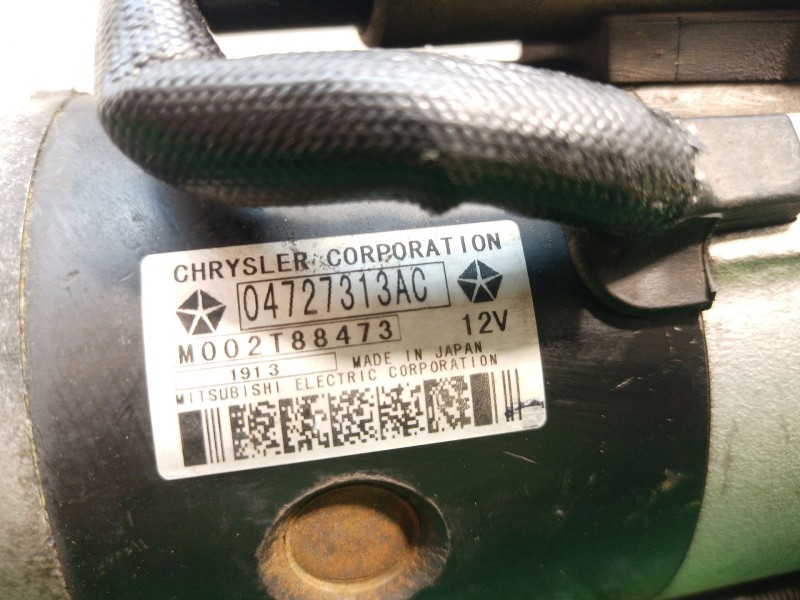 CHRYSLER CORPORATION
04727313AC
M002T88473 12V
1913 MADE IN JAPAN
MITSUBISHI ELECTRIC CORPORATION